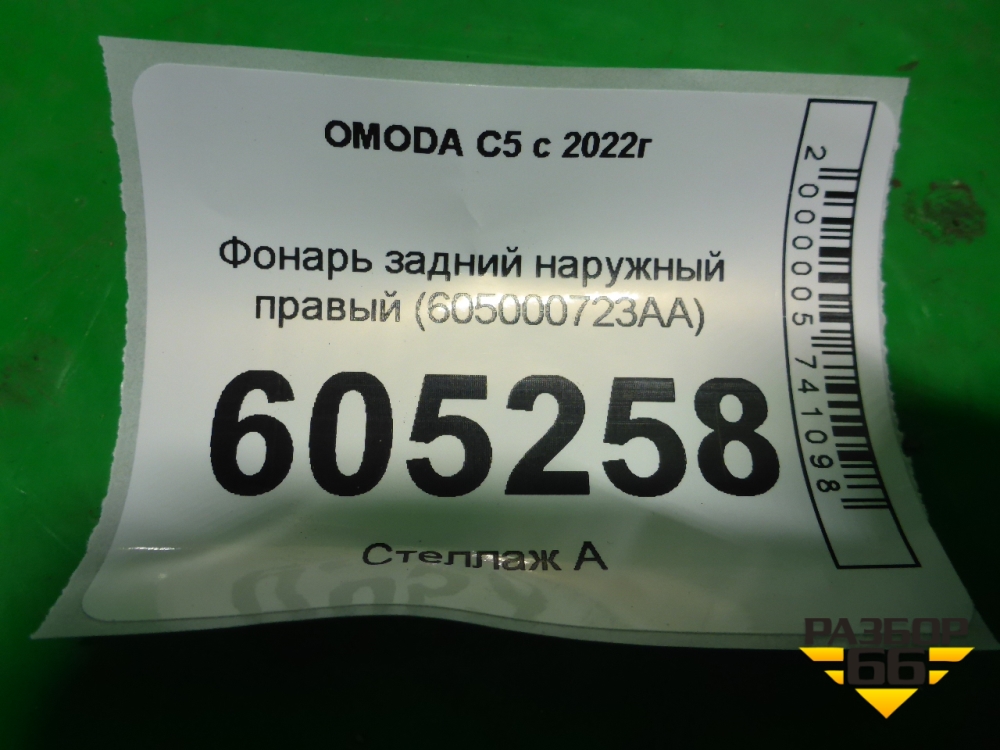 OMODA C5 с 2022г
Фонарь задний наружный
правый (605000723AA)
605258
Стеллаж А
2000005741098
РАЗБОР
66